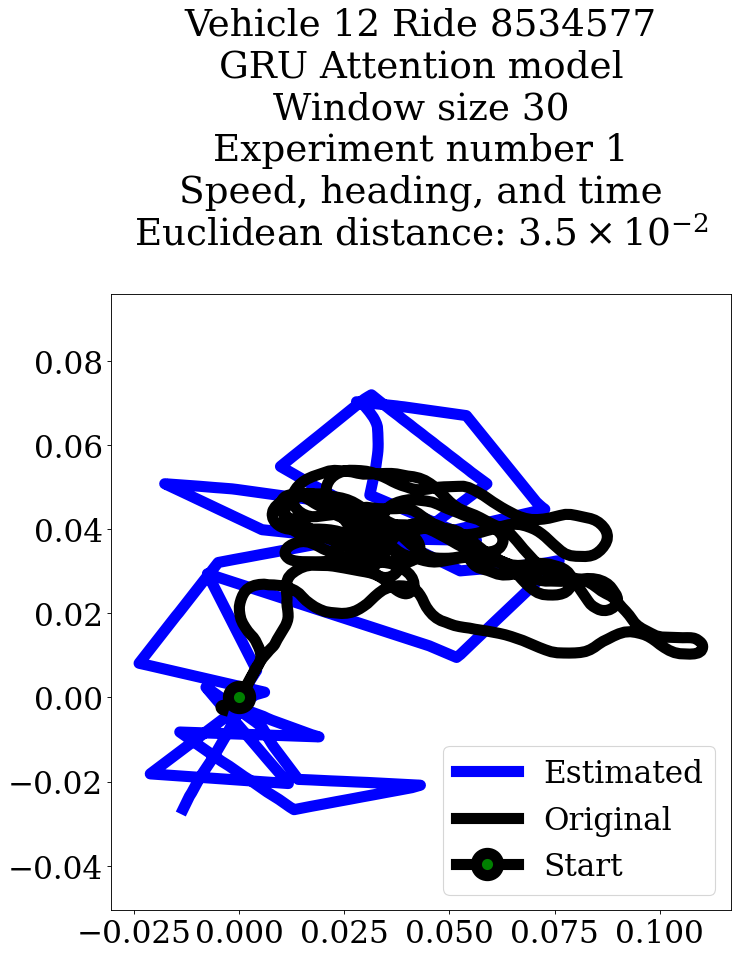 Vehicle 12 Ride 8534577
GRU Attention model
Window size 30
Experiment number 1
Speed, heading, and time
Euclidean distance: 3.5 × 10⁻²
0.08
0.06
0.04
0.02
0.00
−0.02
−0.04
Estimated
Original
Start
−0.025 0.000 0.025 0.050 0.075 0.100